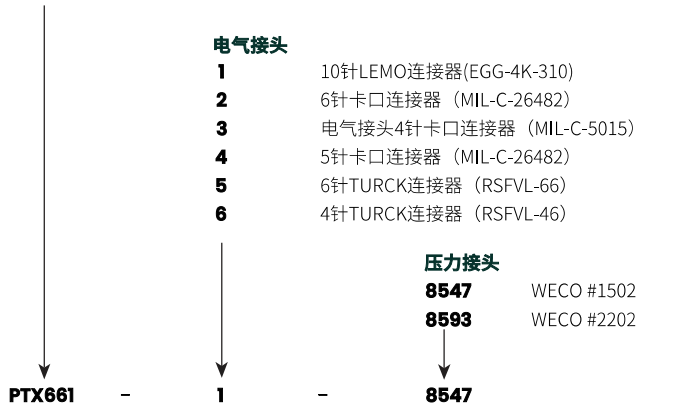 电气接头
1 10针LEMO连接器(EGG-4K-310)
2 6针卡口连接器（MIL-C-26482）
3 电气接头4针卡口连接器（MIL-C-5015）
4 5针卡口连接器（MIL-C-26482）
5 6针TURCK连接器（RSFVL-66）
6 4针TURCK连接器（RSFVL-46）
压力接头
8547 WECO #1502
8593 WECO #2202
PTX661 – 1 – 8547